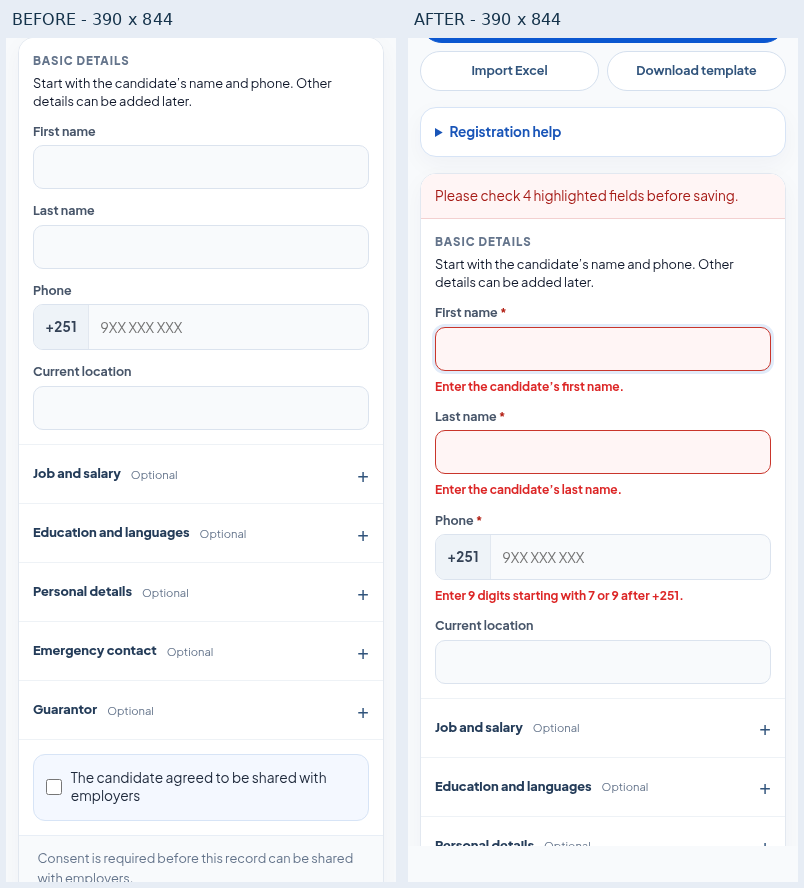 BEFORE - 390 x 844
BASIC DETAILS
Start with the candidate's name and phone. Other
details can be added later.
First name
Last name
Phone
+251 9XX XXX XXX
Current location
Job and salary Optional +
Education and languages Optional +
Personal details Optional +
Emergency contact Optional +
Guarantor Optional +
The candidate agreed to be shared with
employers
Consent is required before this record can be shared
with employers.
AFTER - 390 x 844
Import Excel
Download template
Registration help
Please check 4 highlighted fields before saving.
BASIC DETAILS
Start with the candidate's name and phone. Other
details can be added later.
First name *
Enter the candidate's first name.
Last name *
Enter the candidate's last name.
Phone *
+251 9XX XXX XXX
Enter 9 digits starting with 7 or 9 after +251.
Current location
Job and salary Optional +
Education and languages Optional +
Personal details Optional